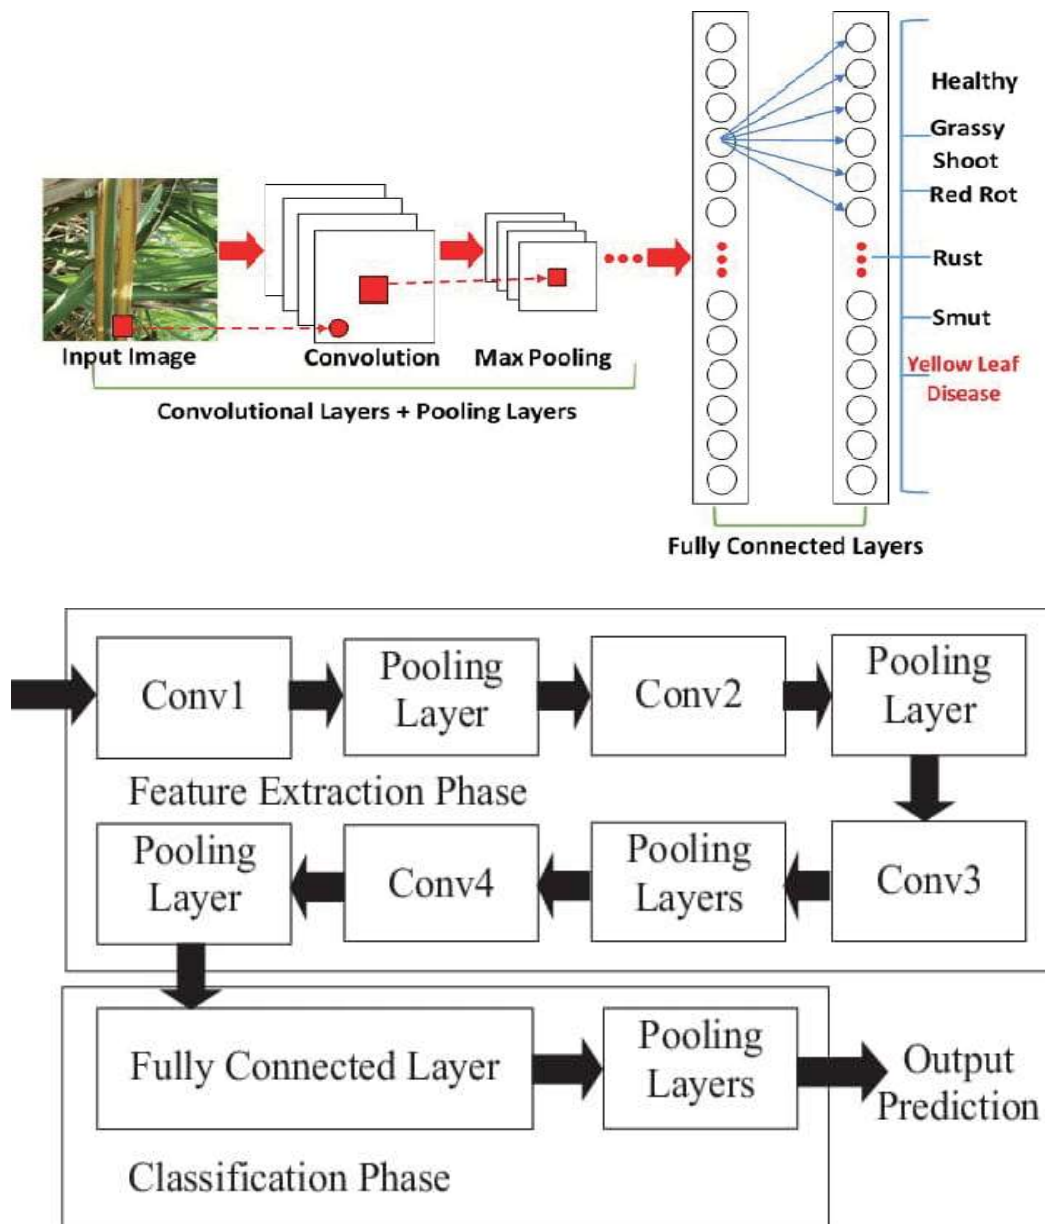 Healthy
Grassy
Shoot
Red Rot
Rust
Smut
Yellow Leaf
Disease
Input Image
Convolution
Max Pooling
Convolutional Layers + Pooling Layers
Fully Connected Layers
Conv1
Pooling
Layer
Conv2
Pooling
Layer
Feature Extraction Phase
Pooling
Layer
Conv4
Pooling
Layers
Conv3
Fully Connected Layer
Pooling
Layers
Output
Prediction
Classification Phase